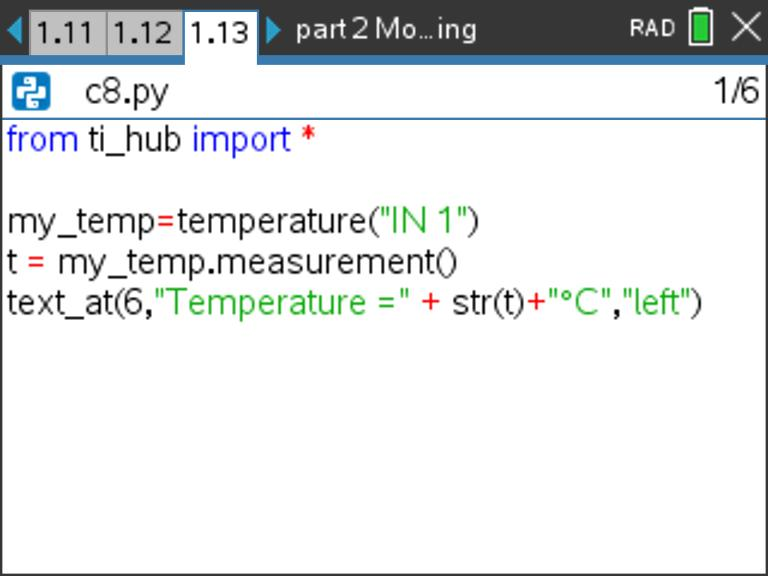 1.11 1.12 1.13 part 2 Mo...ing RAD
c8.py 1/6
from ti_hub import *
my_temp=temperature("IN 1")
t = my_temp.measurement()
text_at(6,"Temperature =" + str(t)+"°C","left")